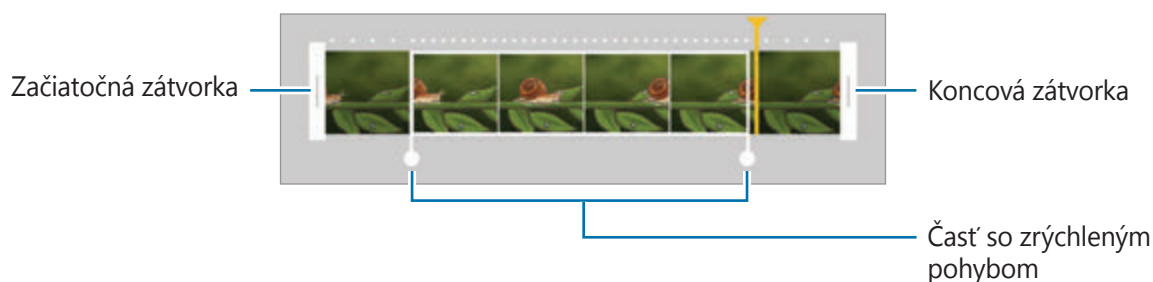 Začiatočná zátvorka
Koncová zátvorka
Časť so zrýchleným
pohybom